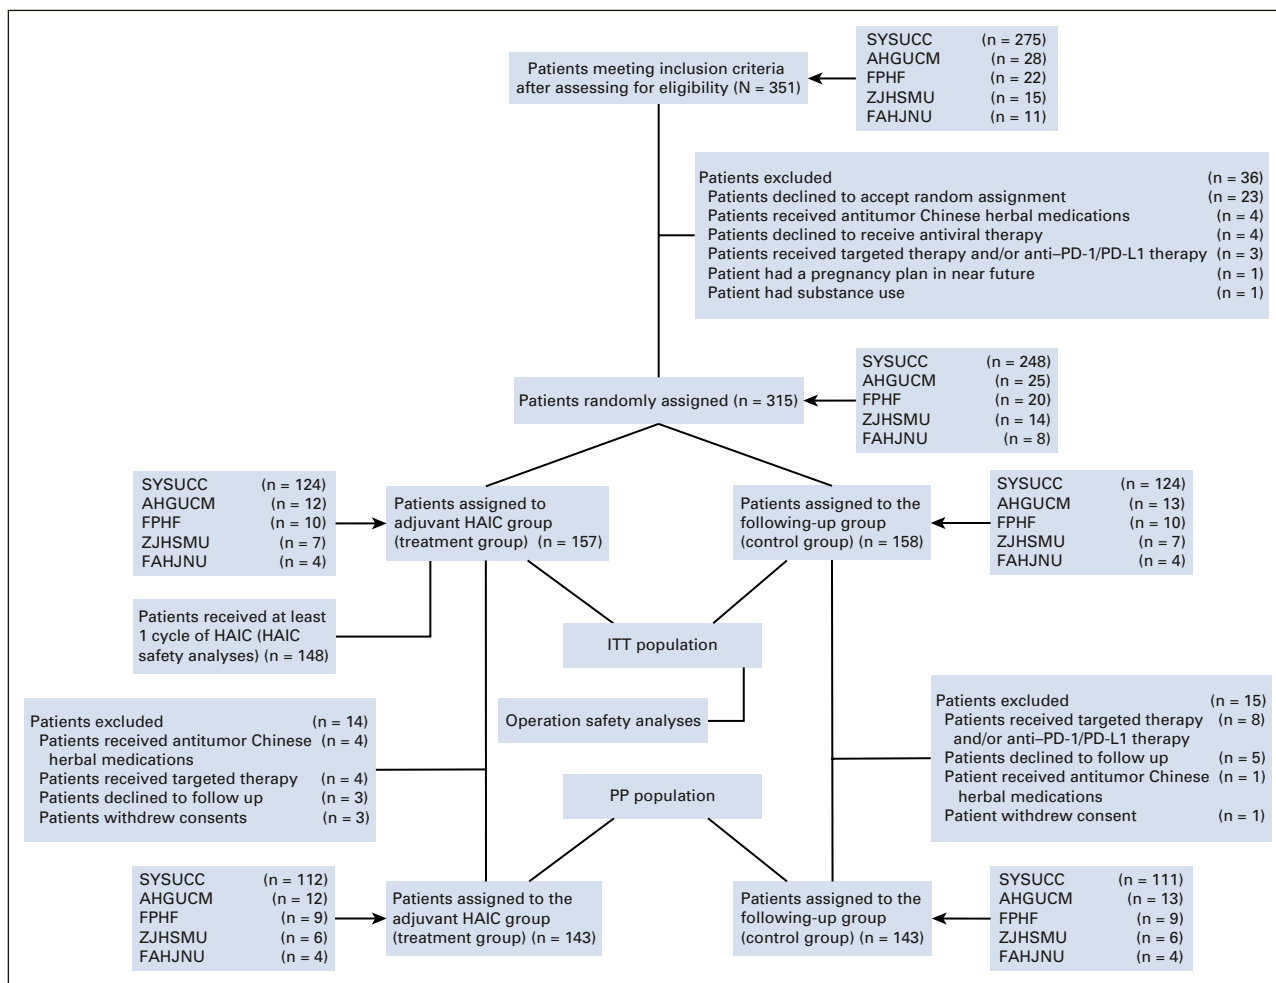 Patients meeting inclusion criteria
after assessing for eligibility (N = 351)
SYSUCC (n = 275)
AHGUCM (n = 28)
FPHF (n = 22)
ZJHSMU (n = 15)
FAHJNU (n = 11)
Patients excluded (n = 36)
Patients declined to accept random assignment (n = 23)
Patients received antitumor Chinese herbal medications (n = 4)
Patients declined to receive antiviral therapy (n = 4)
Patients received targeted therapy and/or anti–PD-1/PD-L1 therapy (n = 3)
Patient had a pregnancy plan in near future (n = 1)
Patient had substance use (n = 1)
Patients randomly assigned (n = 315)
SYSUCC (n = 248)
AHGUCM (n = 25)
FPHF (n = 20)
ZJHSMU (n = 14)
FAHJNU (n = 8)
SYSUCC (n = 124)
AHGUCM (n = 12)
FPHF (n = 10)
ZJHSMU (n = 7)
FAHJNU (n = 4)
Patients assigned to
adjuvant HAIC group
(treatment group) (n = 157)
Patients assigned to the
following-up group
(control group) (n = 158)
SYSUCC (n = 124)
AHGUCM (n = 13)
FPHF (n = 10)
ZJHSMU (n = 7)
FAHJNU (n = 4)
Patients received at least
1 cycle of HAIC (HAIC
safety analyses) (n = 148)
ITT population
Operation safety analyses
Patients excluded (n = 14)
Patients received antitumor Chinese (n = 4)
herbal medications
Patients received targeted therapy (n = 4)
Patients declined to follow up (n = 3)
Patients withdrew consents (n = 3)
Patients excluded (n = 15)
Patients received targeted therapy (n = 8)
and/or anti–PD-1/PD-L1 therapy
Patients declined to follow up (n = 5)
Patient received antitumor Chinese (n = 1)
herbal medications
Patient withdrew consent (n = 1)
PP population
SYSUCC (n = 112)
AHGUCM (n = 12)
FPHF (n = 9)
ZJHSMU (n = 6)
FAHJNU (n = 4)
Patients assigned to the
adjuvant HAIC group
(treatment group) (n = 143)
Patients assigned to the
following-up group
(control group) (n = 143)
SYSUCC (n = 111)
AHGUCM (n = 13)
FPHF (n = 9)
ZJHSMU (n = 6)
FAHJNU (n = 4)